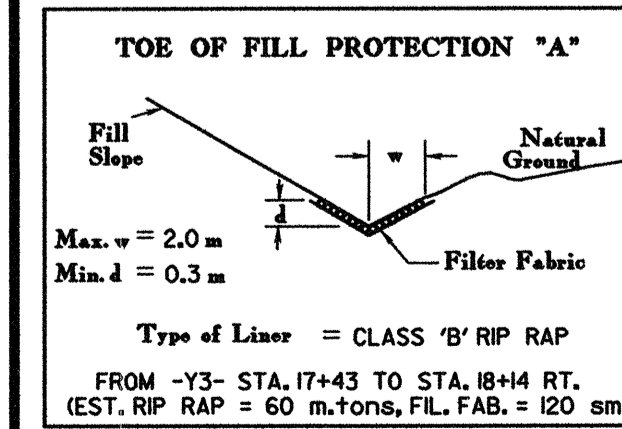 TOE OF FILL PROTECTION "A"
Fill
Slope
w
Natural
Ground
d
Max. w = 2.0 m
Min. d = 0.3 m
Filter Fabric
Type of Liner = CLASS 'B' RIP RAP
FROM -Y3- STA. 17+43 TO STA. 18+14 RT.
(EST. RIP RAP = 60 m.tons, FIL. FAB. = 120 sm